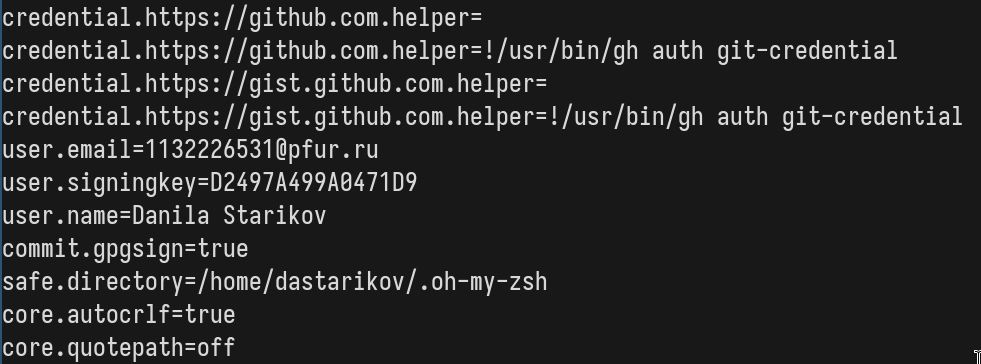 credential.https://github.com.helper=
credential.https://github.com.helper=!/usr/bin/gh auth git-credential
credential.https://gist.github.com.helper=
credential.https://gist.github.com.helper=!/usr/bin/gh auth git-credential
user.email=1132226531@pfur.ru
user.signingkey=D2497A499A0471D9
user.name=Danila Starikov
commit.gpgsign=true
safe.directory=/home/dastarikov/.oh-my-zsh
core.autocrlf=true
core.quotepath=off